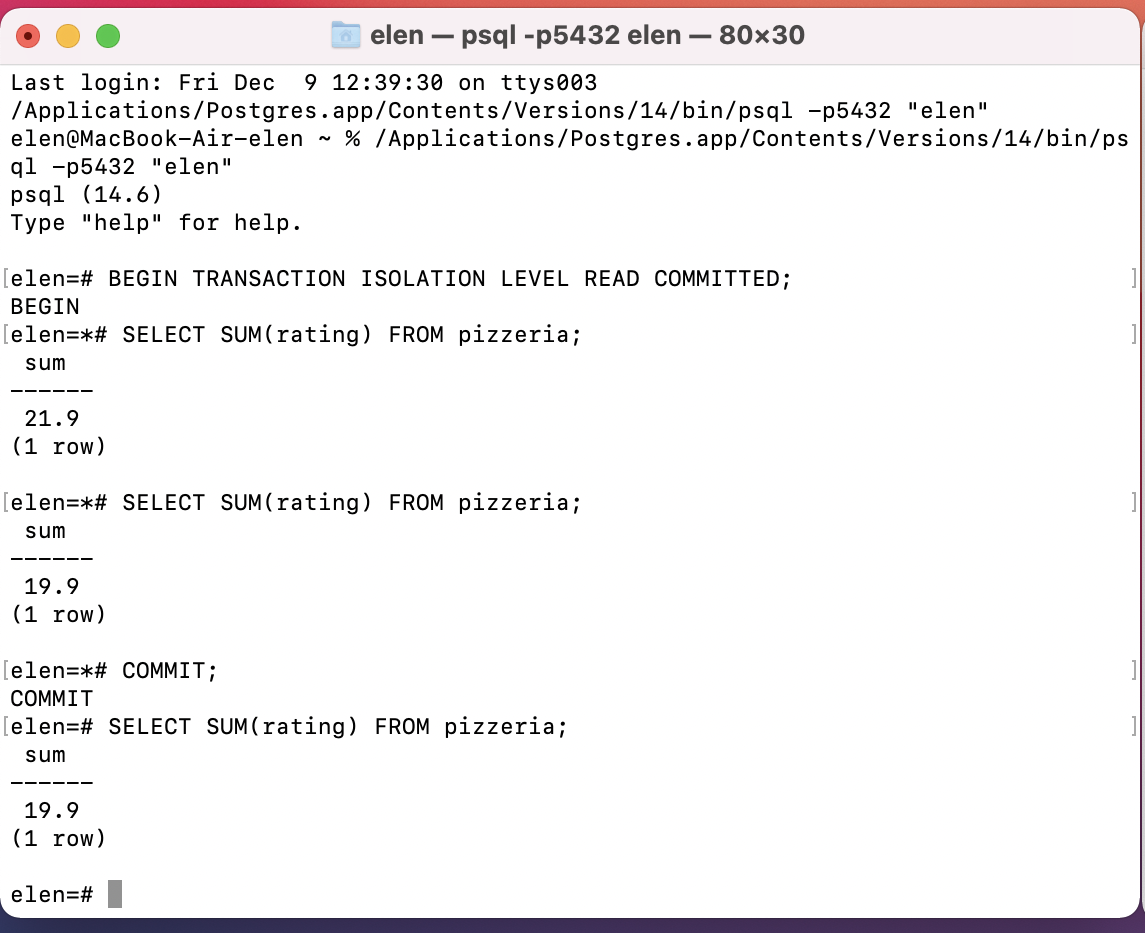 elen — psql -p5432 elen — 80×30
Last login: Fri Dec  9 12:39:30 on ttys003
/Applications/Postgres.app/Contents/Versions/14/bin/psql -p5432 "elen"
elen@MacBook-Air-elen ~ % /Applications/Postgres.app/Contents/Versions/14/bin/ps
ql -p5432 "elen"
psql (14.6)
Type "help" for help.
[elen=# BEGIN TRANSACTION ISOLATION LEVEL READ COMMITTED; ]
BEGIN
[elen=*# SELECT SUM(rating) FROM pizzeria; ]
 sum
------
 21.9
(1 row)
[elen=*# SELECT SUM(rating) FROM pizzeria; ]
 sum
------
 19.9
(1 row)
[elen=*# COMMIT; ]
COMMIT
[elen=# SELECT SUM(rating) FROM pizzeria; ]
 sum
------
 19.9
(1 row)
elen=#